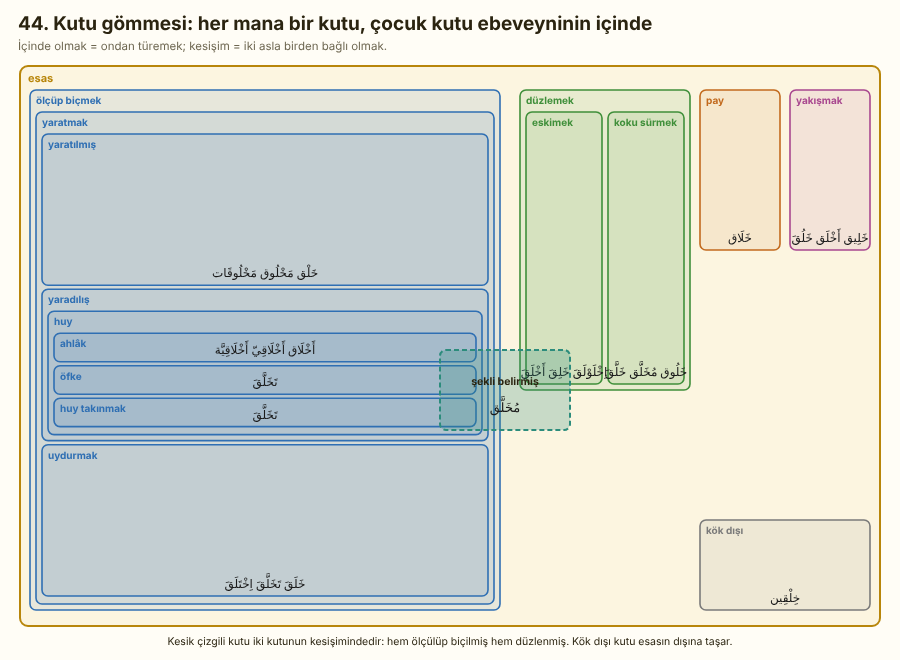 44. Kutu gömmesi: her mana bir kutu, çocuk kutu ebeveyninin içinde
İçinde olmak = ondan türemek; kesişim = iki asla birden bağlı olmak.
esas
ölçüp biçmek
yaratmak
yaratılmış
خَلْق مَخْلُوق مَخْلُوقَات
yaradılış
huy
ahlâk
أَخْلَاق أَخْلَاقِيّ أَخْلَاقِيَّة
öfke
تَخَلَّقَ
huy takınmak
تَخَلَّقَ
uydurmak
خَلَقَ تَخَلَّقَ اِخْتَلَقَ
düzlemek
eskimek
اِخْلَوْلَقَ خَلِقَ أَخْلَقَ
koku sürmek
خَلُوق مُخَلَّق خَلَّقَ
şekli belirmiş
مُخَلَّق
pay
خَلَاق
yakışmak
خَلِيق أَخْلَق خَلُقَ
kök dışı
خِلْقِين
Kesik çizgili kutu iki kutunun kesişimindedir: hem ölçülüp biçilmiş hem düzlenmiş. Kök dışı kutu esasın dışına taşar.